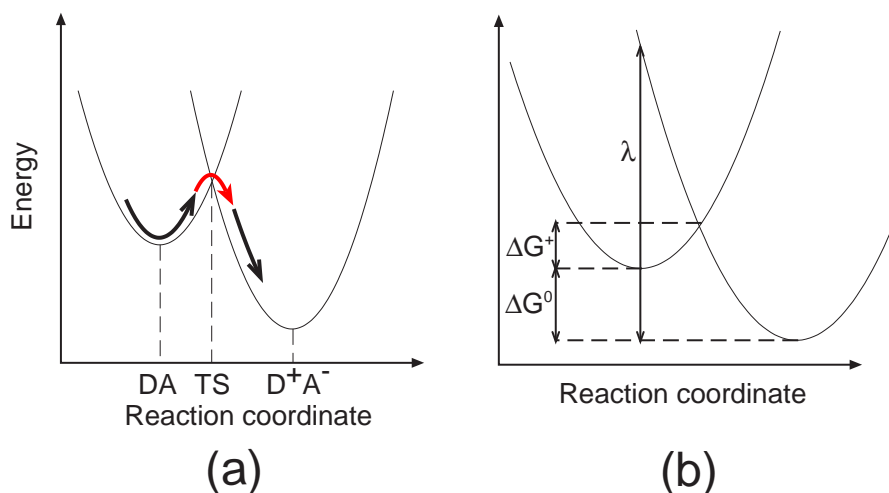 Energy
DA TS D⁺A⁻
Reaction coordinate
(a)
λ
ΔG⁺
ΔG⁰
Reaction coordinate
(b)